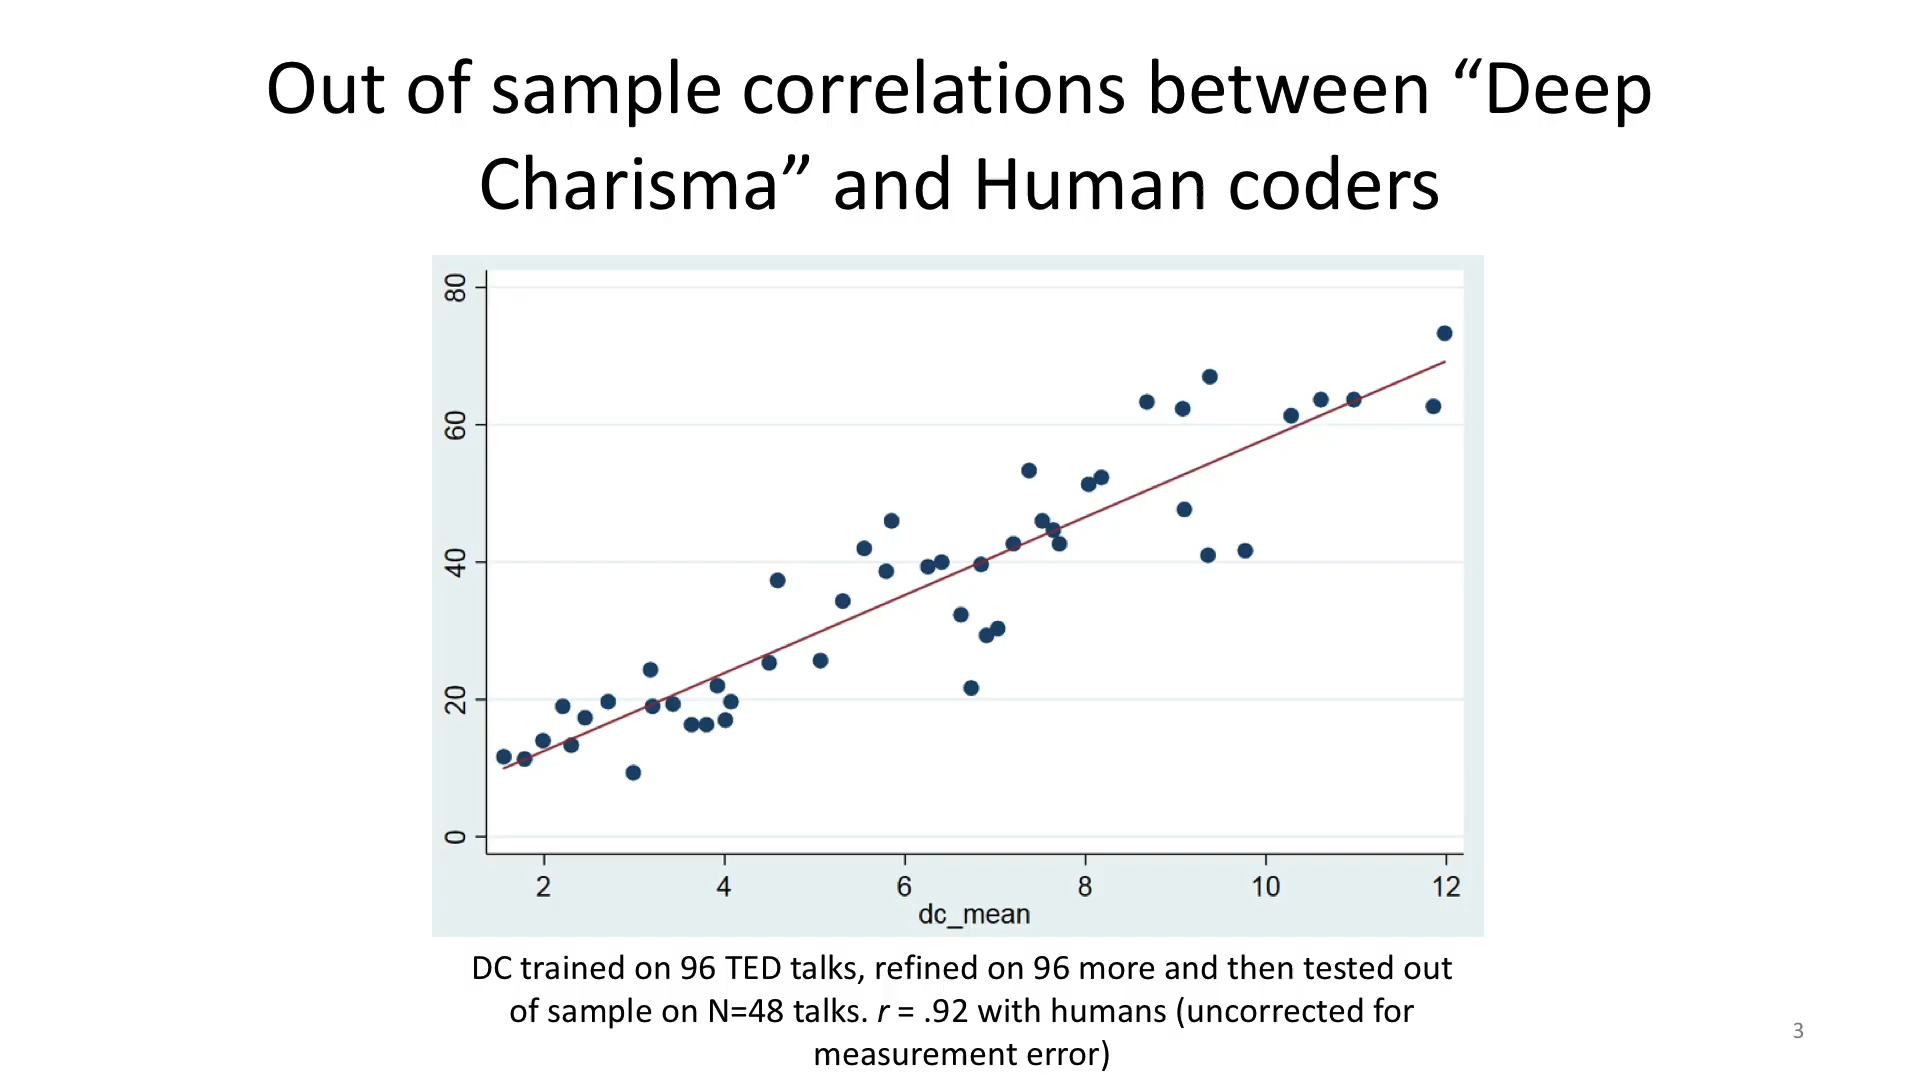 Out of sample correlations between “Deep
Charisma” and Human coders
80
60
40
20
0
2 4 6 8 10 12
dc_mean
DC trained on 96 TED talks, refined on 96 more and then tested out
of sample on N=48 talks. r = .92 with humans (uncorrected for
measurement error)
3